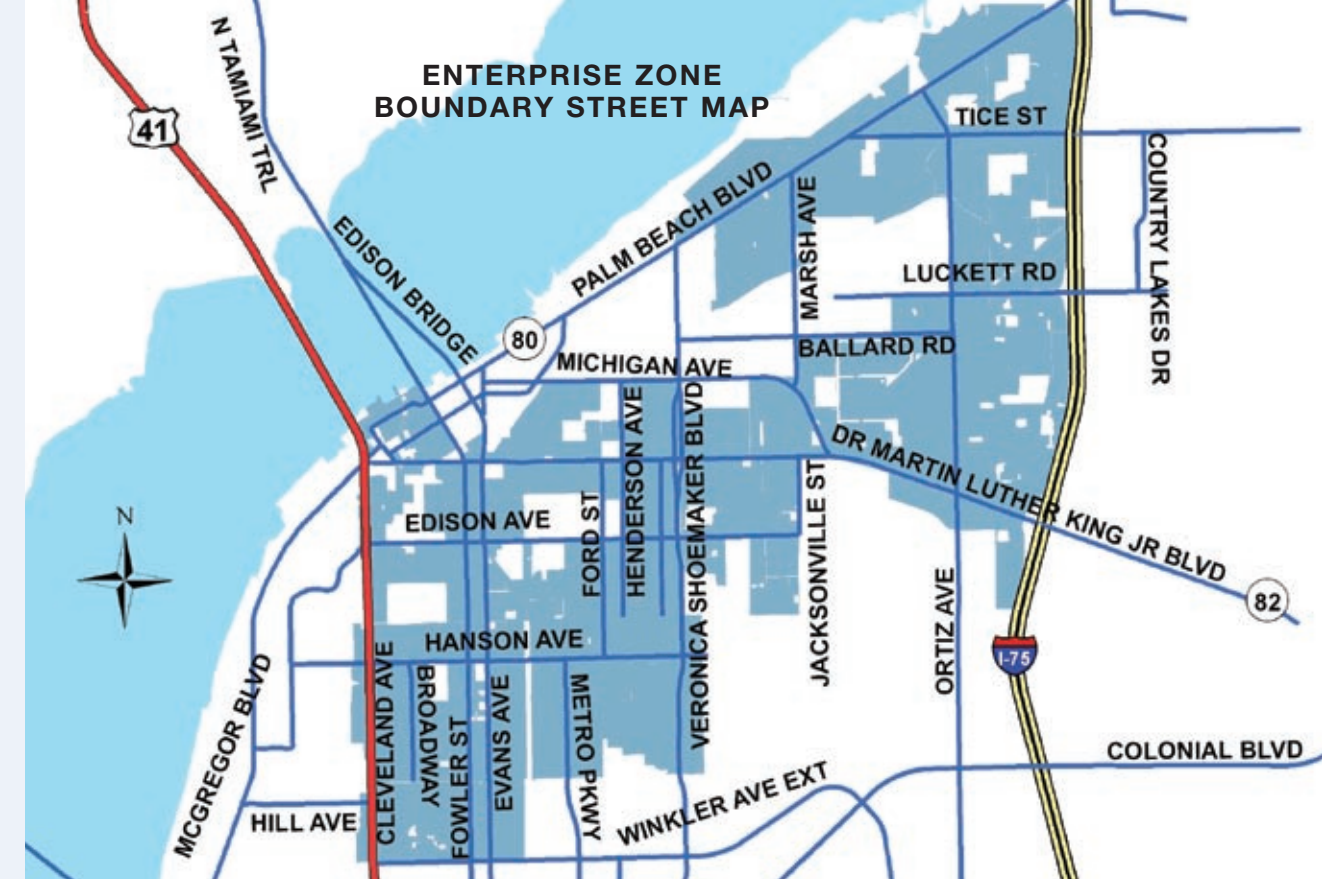 ENTERPRISE ZONE
BOUNDARY STREET MAP
N TAMIAMI TRL
41
TICE ST
COUNTRY LAKES DR
EDISON BRIDGE
PALM BEACH BLVD
MARSH AVE
LUCKETT RD
80
BALLARD RD
MICHIGAN AVE
HENDERSON AVE
VERONICA SHOEMAKER BLVD
DR MARTIN LUTHER KING JR BLVD
FORD ST
JACKSONVILLE ST
EDISON AVE
N
ORTIZ AVE
82
I-75
HANSON AVE
MCGREGOR BLVD
CLEVELAND AVE
BROADWAY
FOWLER ST
EVANS AVE
METRO PKWY
COLONIAL BLVD
WINKLER AVE EXT
HILL AVE